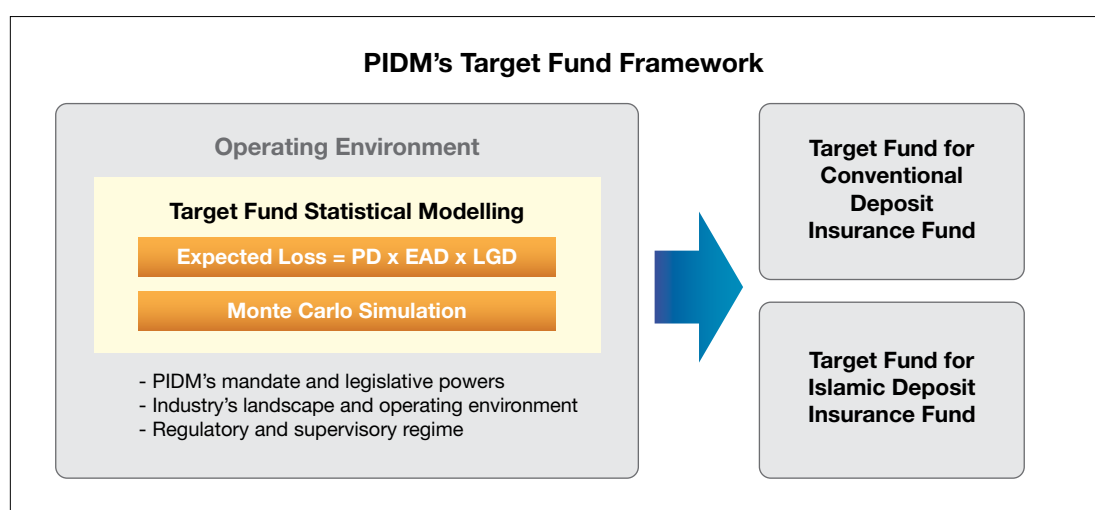 PIDM's Target Fund Framework
Operating Environment
Target Fund Statistical Modelling
Expected Loss = PD x EAD x LGD
Monte Carlo Simulation
- PIDM's mandate and legislative powers
- Industry's landscape and operating environment
- Regulatory and supervisory regime
Target Fund for
Conventional
Deposit
Insurance Fund
Target Fund for
Islamic Deposit
Insurance Fund